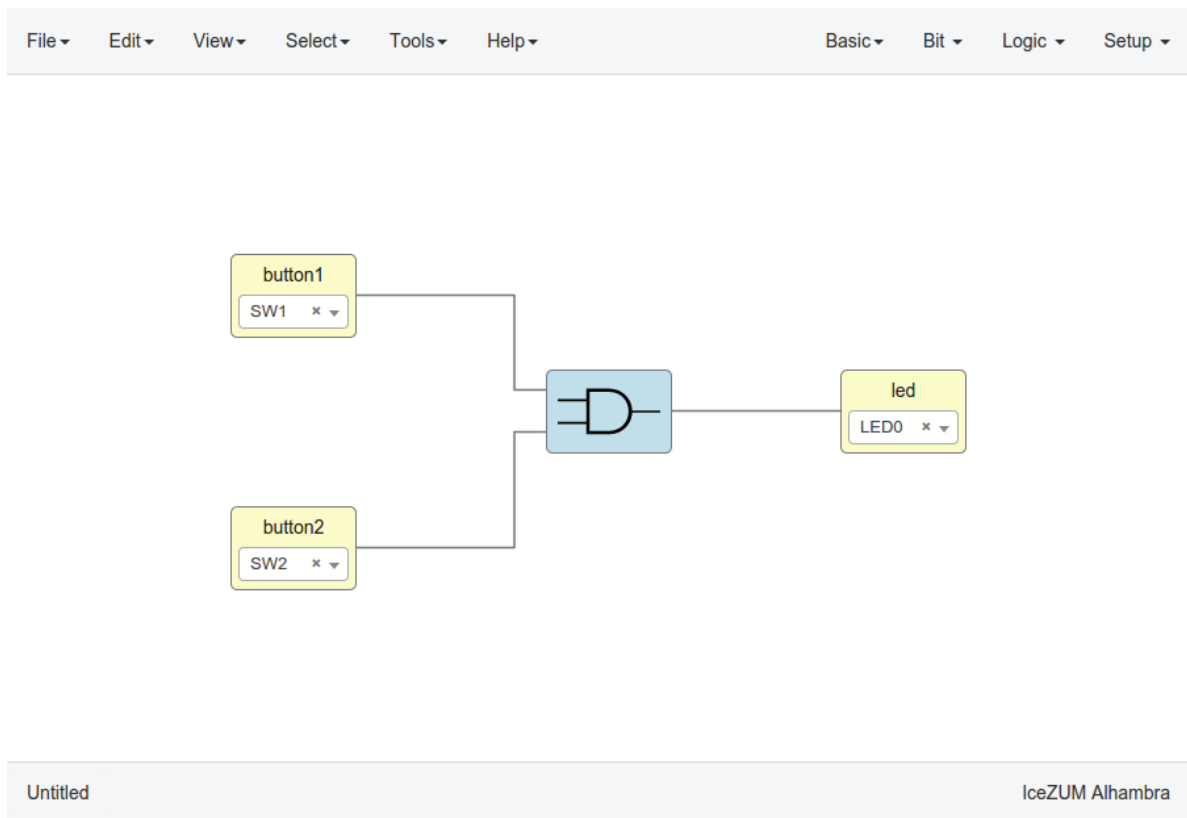 File Edit View Select Tools Help Basic Bit Logic Setup
button1
SW1
led
LED0
button2
SW2
Untitled IceZUM Alhambra